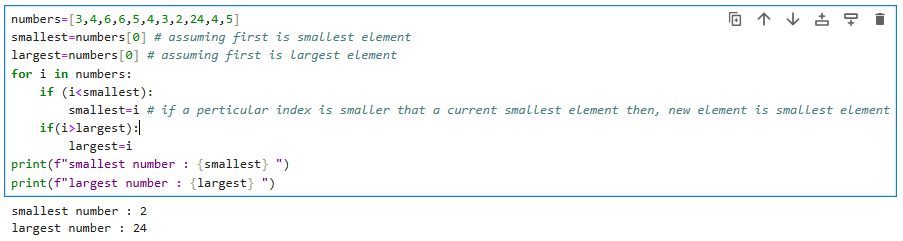 numbers=[3,4,6,6,5,4,3,2,24,4,5]
smallest=numbers[0] # assuming first is smallest element
largest=numbers[0] # assuming first is largest element
for i in numbers:
    if (i<smallest):
        smallest=i # if a perticular index is smaller that a current smallest element then, new element is smallest element
    if(i>largest):
        largest=i
print(f"smallest number : {smallest} ")
print(f"largest number : {largest} ")
smallest number : 2
largest number : 24